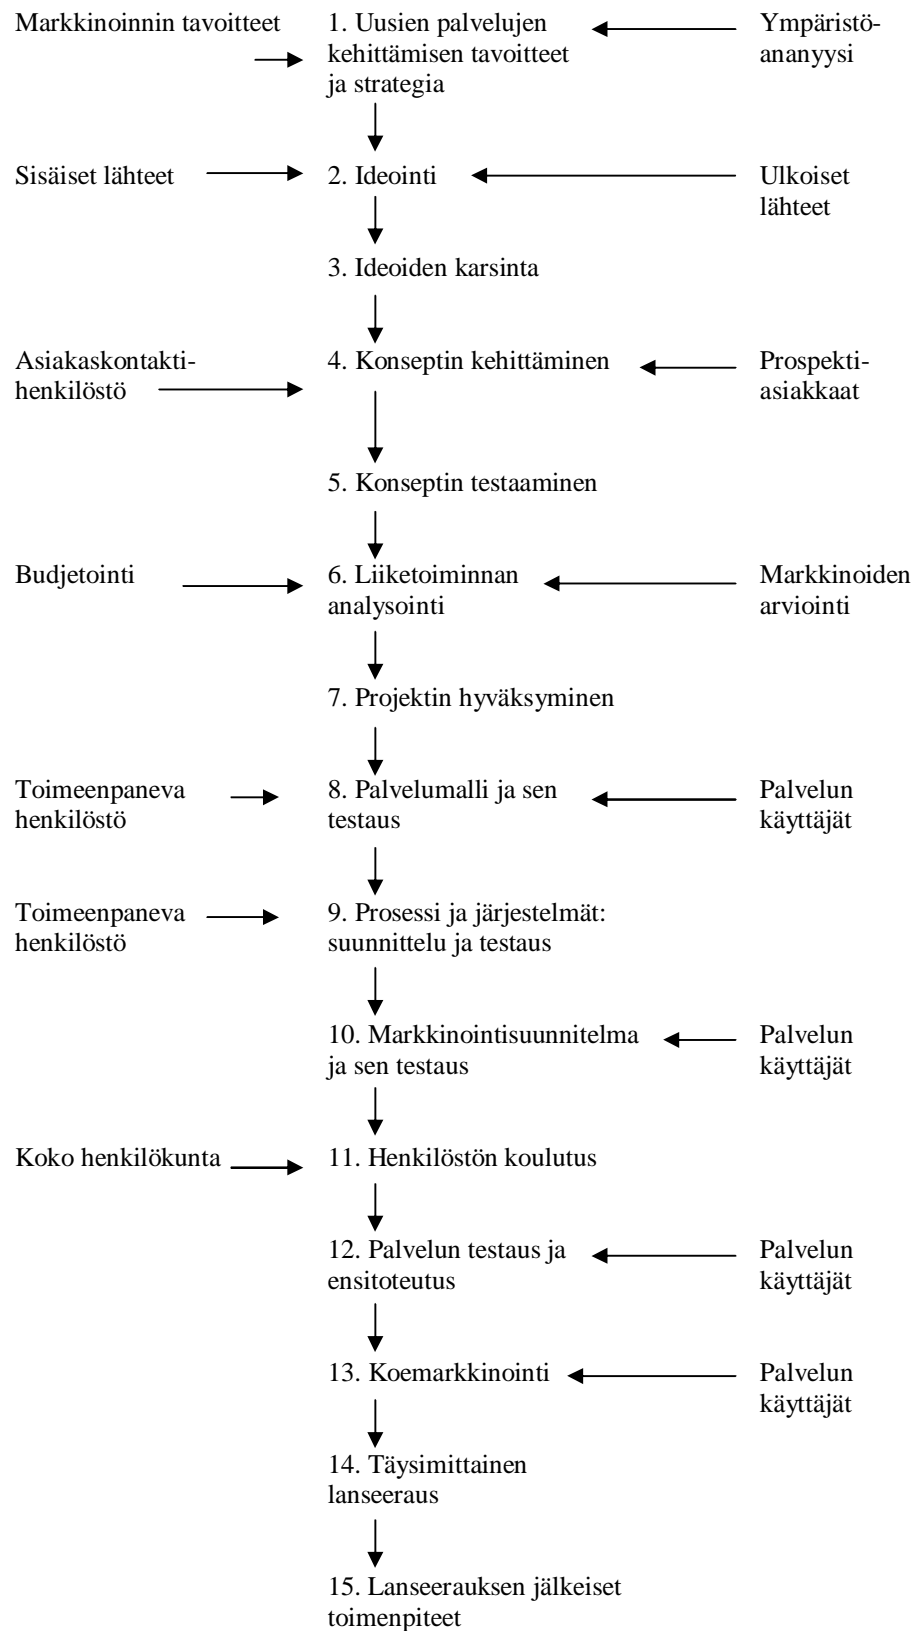 Markkinoinnin tavoitteet
1. Uusien palvelujen
kehittämisen tavoitteet
ja strategia
Ympäristö-
ananyysi
Sisäiset lähteet
2. Ideointi
Ulkoiset
lähteet
3. Ideoiden karsinta
Asiakaskontakti-
henkilöstö
4. Konseptin kehittäminen
Prospekti-
asiakkaat
5. Konseptin testaaminen
Budjetointi
6. Liiketoiminnan
analysointi
Markkinoiden
arviointi
7. Projektin hyväksyminen
Toimeenpaneva
henkilöstö
8. Palvelumalli ja sen
testaus
Palvelun
käyttäjät
Toimeenpaneva
henkilöstö
9. Prosessi ja järjestelmät:
suunnittelu ja testaus
10. Markkinointisuunnitelma
ja sen testaus
Palvelun
käyttäjät
Koko henkilökunta
11. Henkilöstön koulutus
12. Palvelun testaus ja
ensitoteutus
Palvelun
käyttäjät
13. Koemarkkinointi
Palvelun
käyttäjät
14. Täysimittainen
lanseeraus
15. Lanseerauksen jälkeiset
toimenpiteet